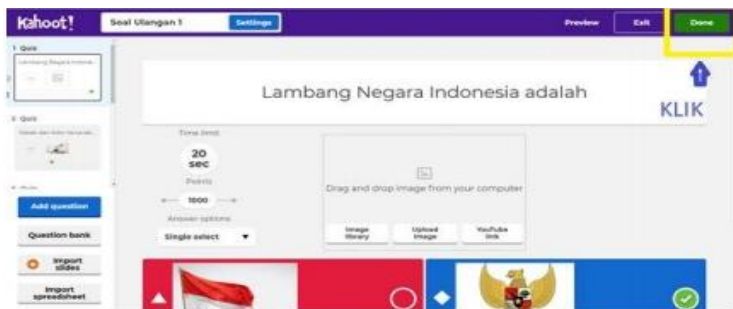 Kahoot!
Soal Ulangan 1
Settings
Preview
Exit
Done
1 Quiz
KLIK
Lambang Negara Indonesia adalah
Time limit
20
sec
Points
1000
Answer options
Single select
Drag and drop image from your computer
Image library
Upload image
YouTube link
Quiz
Add question
Question bank
Import slides
Import spreadsheet